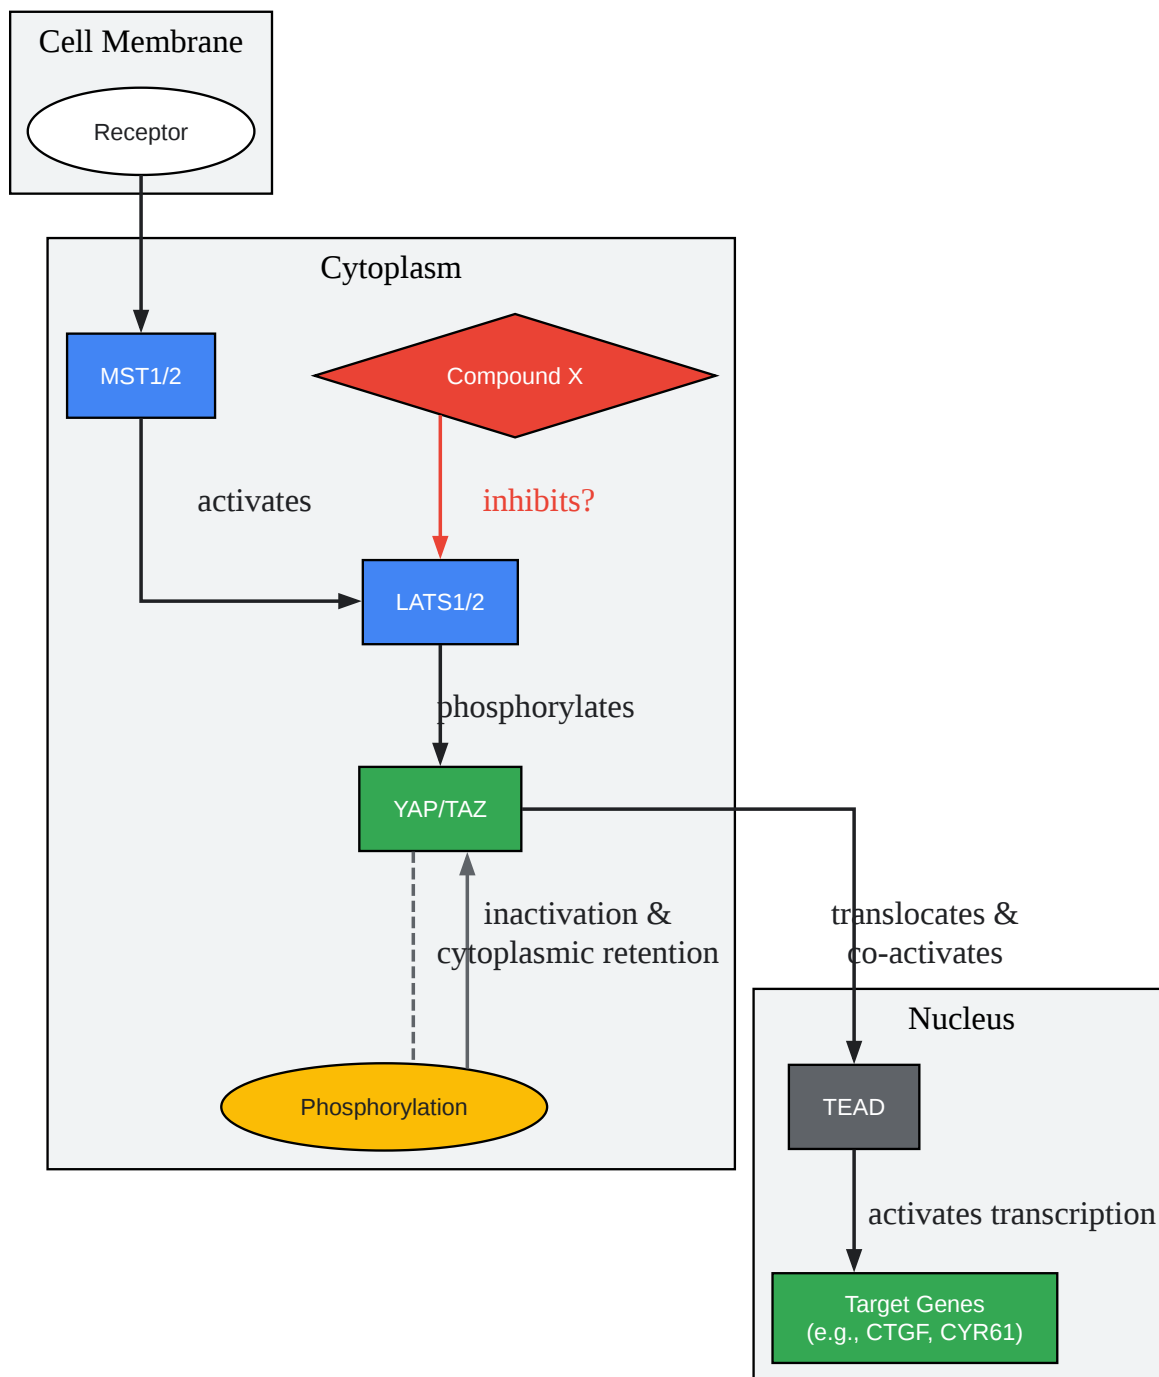 Cell Membrane
Receptor
Cytoplasm
MST1/2
Compound X
activates
inhibits?
LATS1/2
phosphorylates
YAP/TAZ
inactivation &
cytoplasmic retention
translocates &
co-activates
Nucleus
Phosphorylation
TEAD
activates transcription
Target Genes
(e.g., CTGF, CYR61)